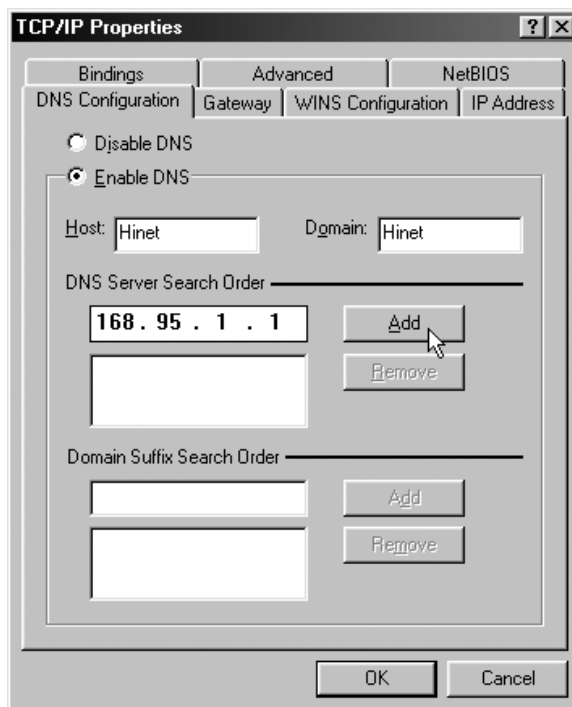 TCP/IP Properties
Bindings Advanced NetBIOS
DNS Configuration Gateway WINS Configuration IP Address
Disable DNS
Enable DNS
Host: Hinet Domain: Hinet
DNS Server Search Order
168 . 95 . 1 . 1 Add
Remove
Domain Suffix Search Order
Add
Remove
OK Cancel